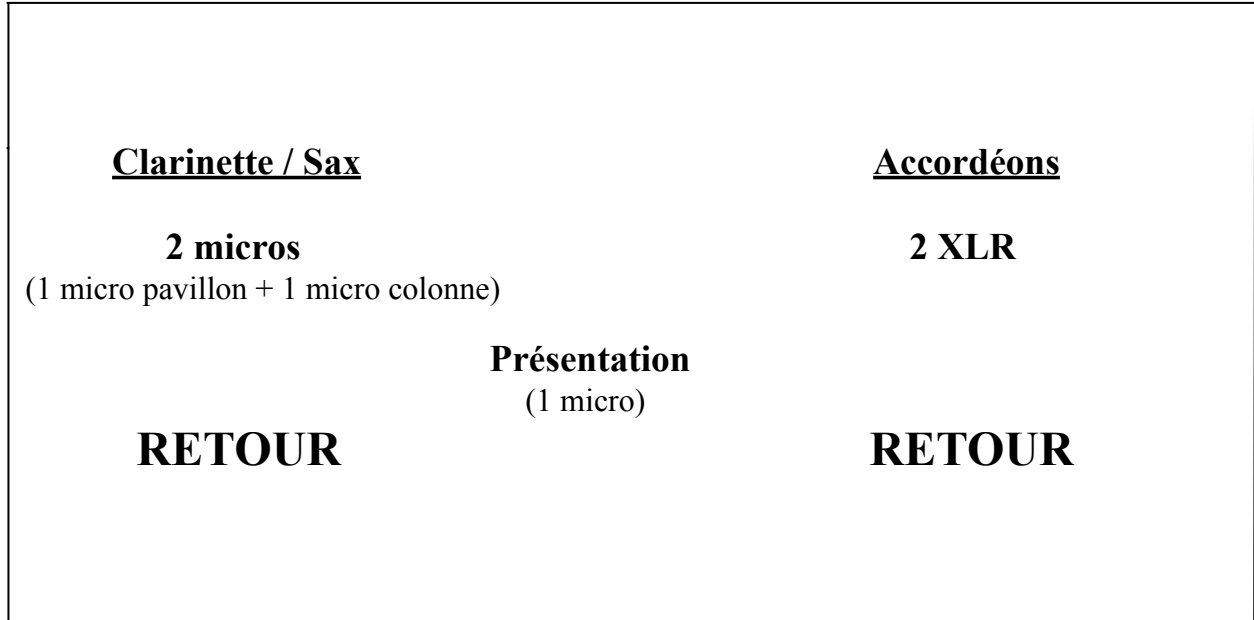 Clarinette / Sax
Accordéons
2 micros
2 XLR
(1 micro pavillon + 1 micro colonne)
Présentation
(1 micro)
RETOUR
RETOUR